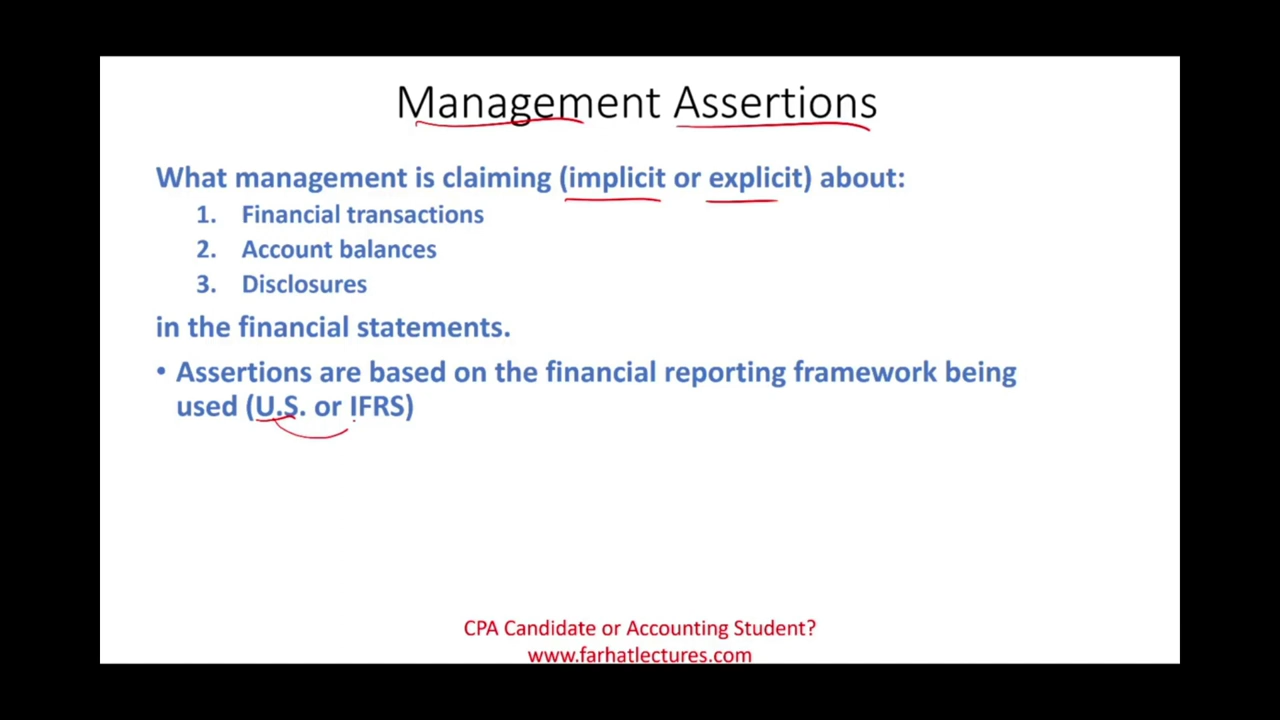 Management Assertions
What management is claiming (implicit or explicit) about:
1. Financial transactions
2. Account balances
3. Disclosures
in the financial statements.
• Assertions are based on the financial reporting framework being
used (U.S. or IFRS)
CPA Candidate or Accounting Student?
www.farhatlectures.com